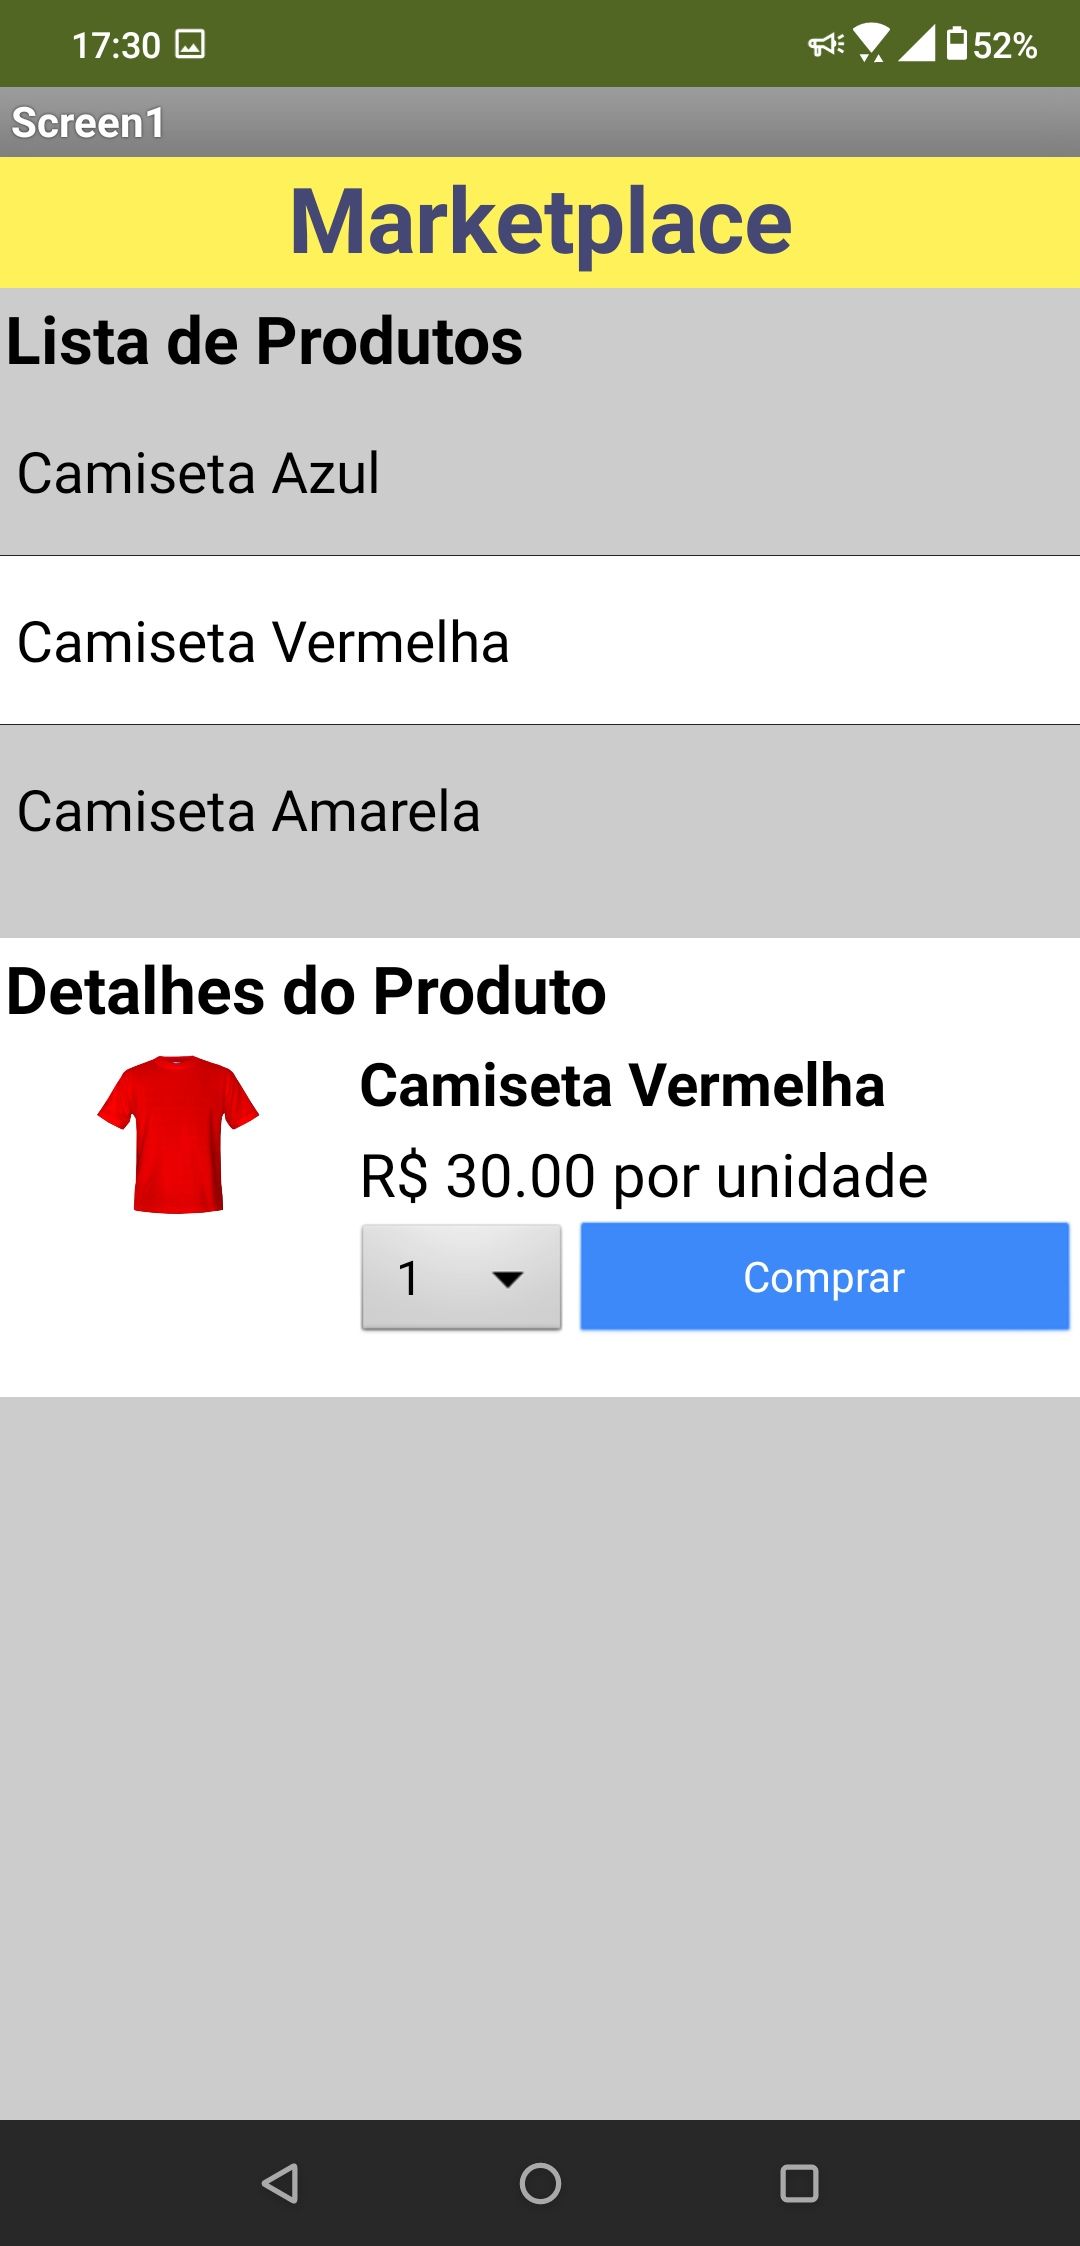 17:30 52%
Screen1
Marketplace
Lista de Produtos
Camiseta Azul
Camiseta Vermelha
Camiseta Amarela
Detalhes do Produto
Camiseta Vermelha
R$ 30.00 por unidade
1 Comprar